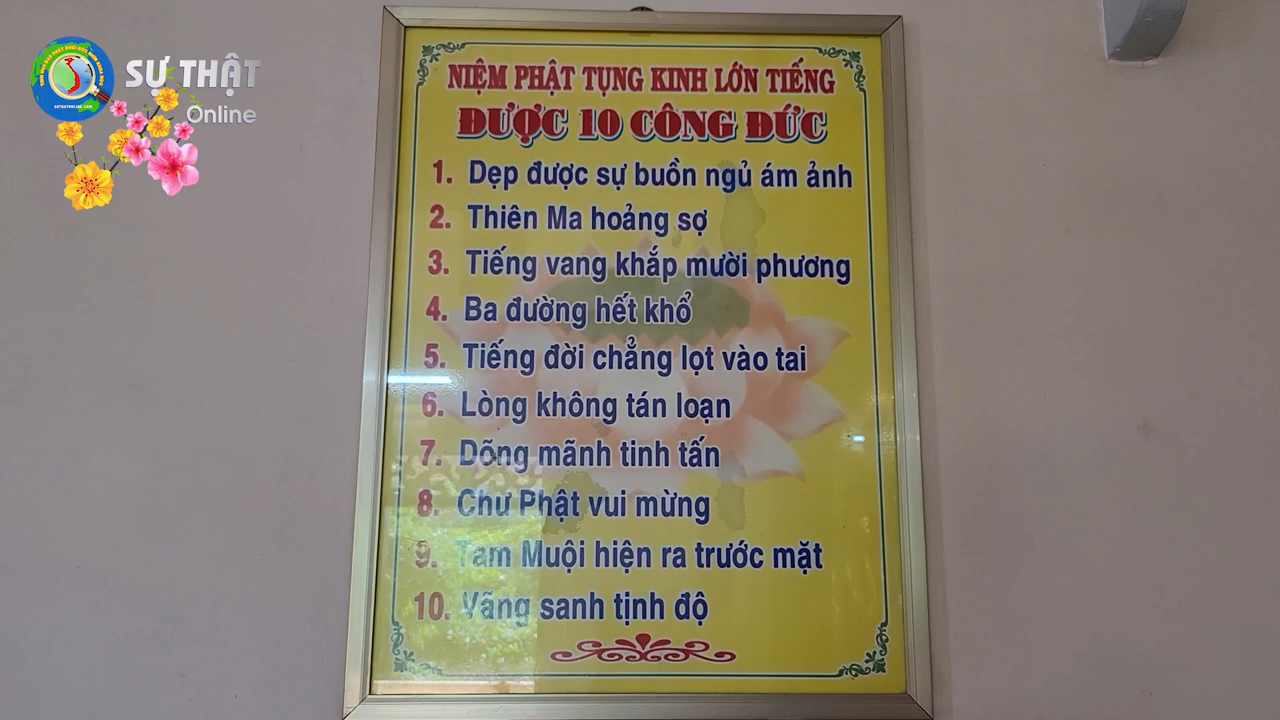 SỰ THẬT
Online
NIỆM PHẬT TỤNG KINH LỚN TIẾNG
ĐƯỢC 10 CÔNG ĐỨC
1. Dẹp được sự buồn ngủ ám ảnh
2. Thiên Ma hoảng sợ
3. Tiếng vang khắp mười phương
4. Ba đường hết khổ
5. Tiếng đời chẳng lọt vào tai
6. Lòng không tán loạn
7. Dõng mãnh tinh tấn
8. Chư Phật vui mừng
9. Tam Muội hiện ra trước mặt
10. Vãng sanh tịnh độ